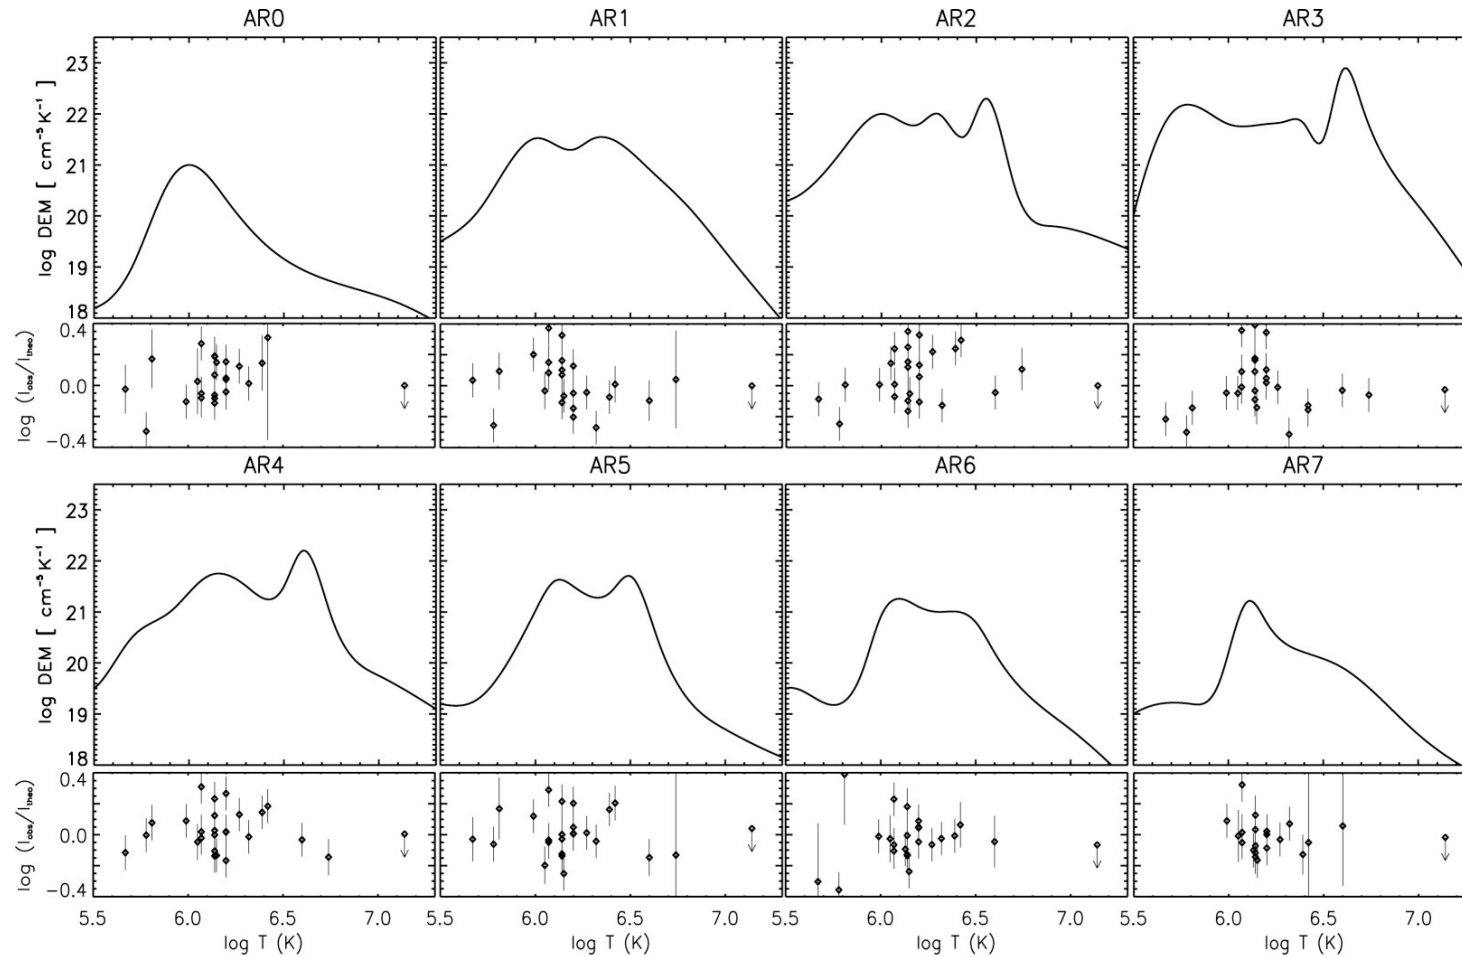 AR0 AR1 AR2 AR3
23
22
21
20
19
18
log DEM [ cm⁻⁵ K⁻¹ ]
0.4
0.0
−0.4
log (I_obs/I_theo)
AR4 AR5 AR6 AR7
23
22
21
20
19
18
log DEM [ cm⁻⁵ K⁻¹ ]
0.4
0.0
−0.4
log (I_obs/I_theo)
5.5 6.0 6.5 7.0 5.5 6.0 6.5 7.0 5.5 6.0 6.5 7.0 5.5 6.0 6.5 7.0
log T (K) log T (K) log T (K) log T (K)